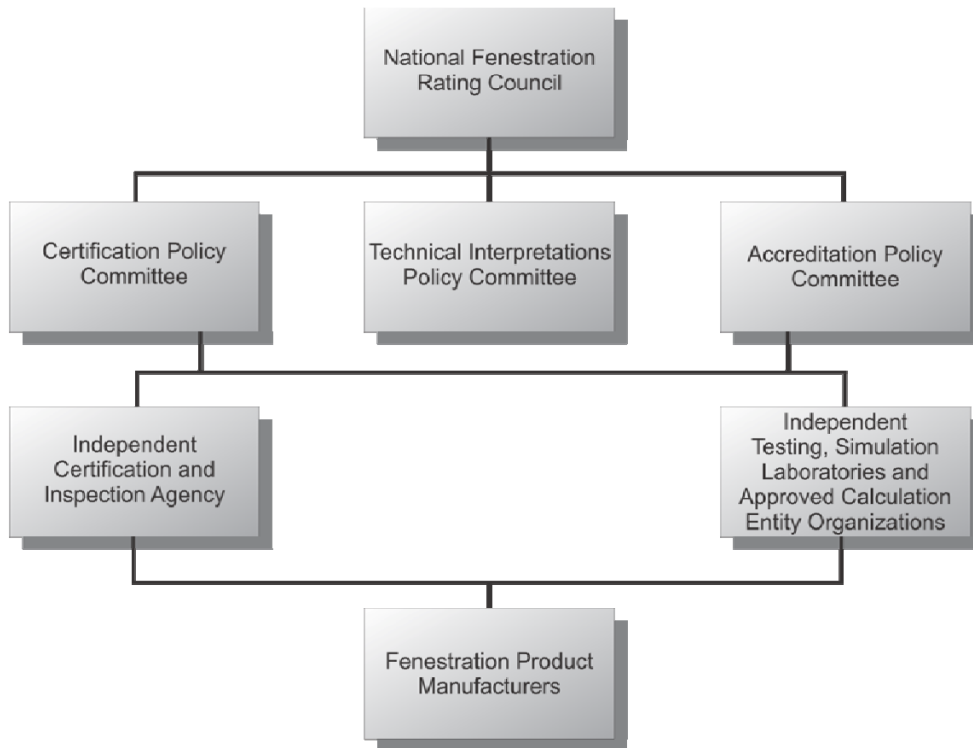 National Fenestration
Rating Council
Certification Policy
Committee
Technical Interpretations
Policy Committee
Accreditation Policy
Committee
Independent
Certification and
Inspection Agency
Independent
Testing, Simulation
Laboratories and
Approved Calculation
Entity Organizations
Fenestration Product
Manufacturers